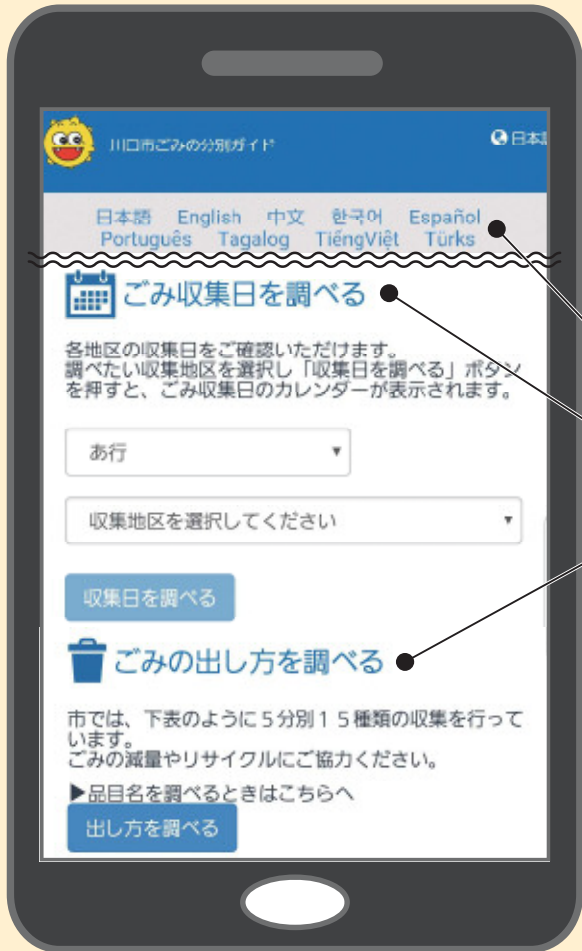 川口市ごみの分別ガイド
日本語
日本語 English 中文 한국어 Español
Português Tagalog TiếngViệt Türks
ごみ収集日を調べる
各地区の収集日をご確認いただけます。
調べたい収集地区を選択し「収集日を調べる」ボタン
を押すと、ごみ収集日のカレンダーが表示されます。
あ行
収集地区を選択してください
収集日を調べる
ごみの出し方を調べる
市では、下表のように５分別１５種類の収集を行って
います。
ごみの減量やリサイクルにご協力ください。
▶品目名を調べるときはこちらへ
出し方を調べる